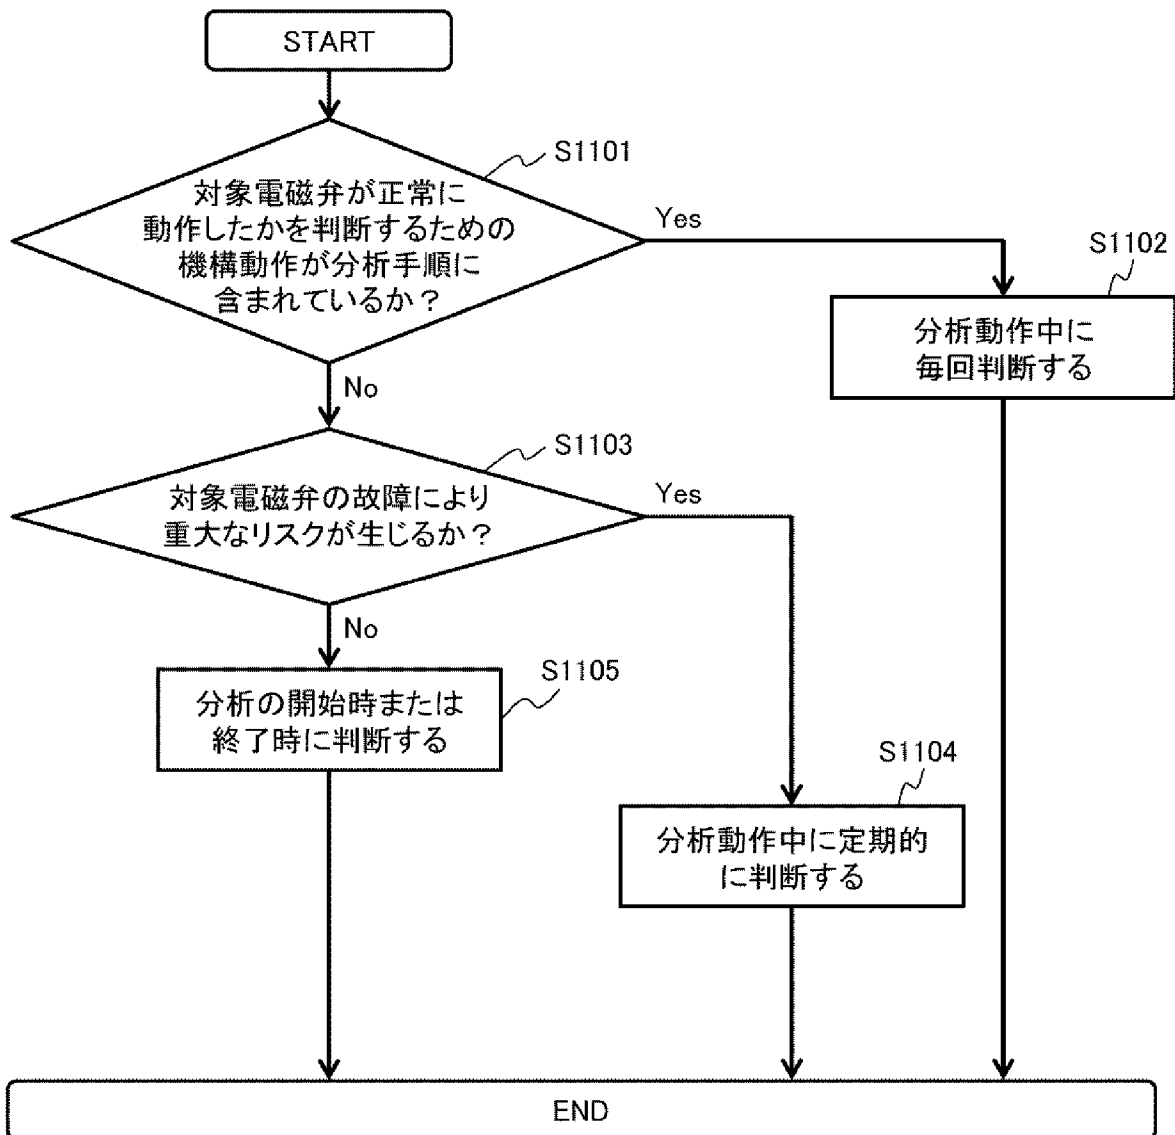 START
S1101
対象電磁弁が正常に
動作したかを判断するための
機構動作が分析手順に
含まれているか？
Yes
S1102
分析動作中に
毎回判断する
No
S1103
対象電磁弁の故障により
重大なリスクが生じるか？
Yes
No
S1105
分析の開始時または
終了時に判断する
S1104
分析動作中に定期的
に判断する
END